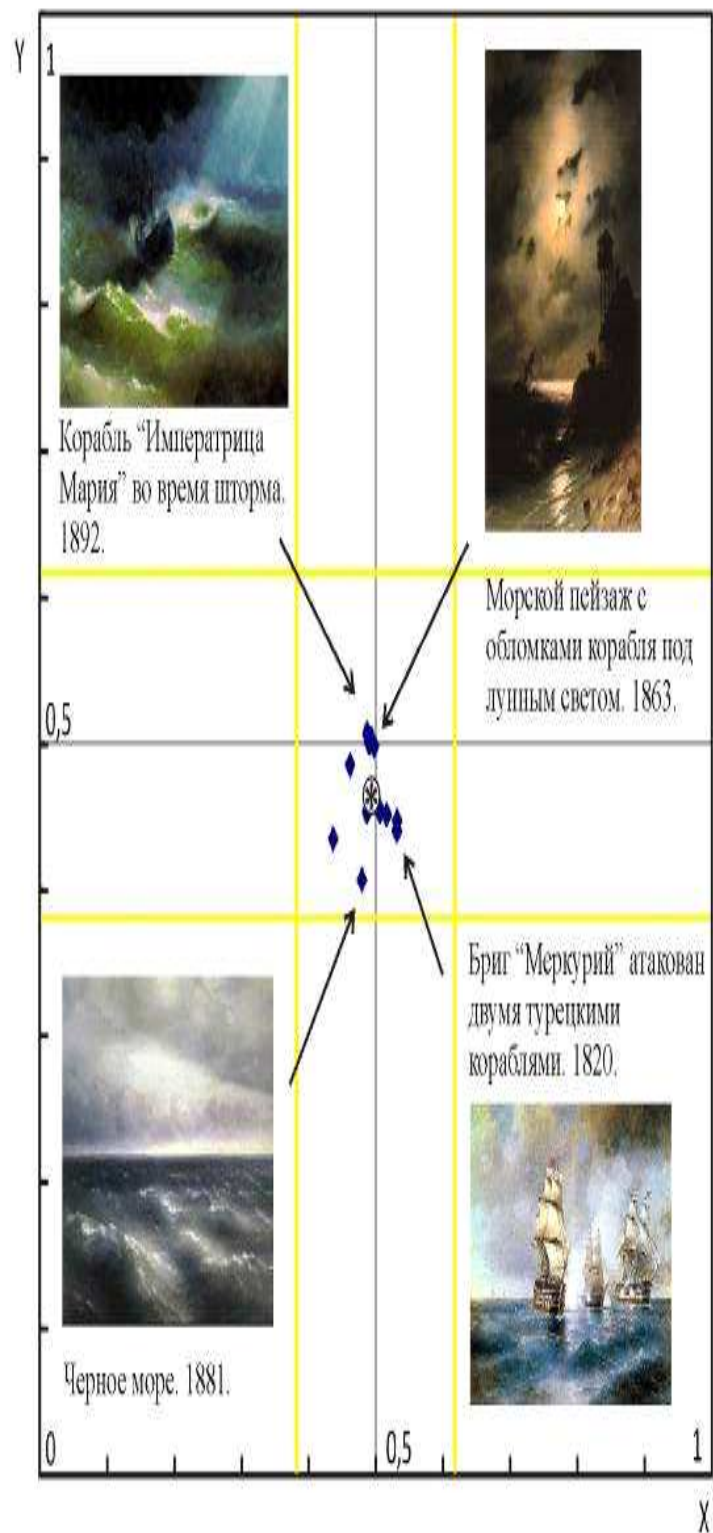 Y
1
Корабль “Императрица
Мария” во время шторма.
1892.
Морской пейзаж с
обломками корабля под
лунным светом. 1863.
0,5
Бриг “Меркурий” атакован
двумя турецкими
кораблями. 1820.
Черное море. 1881.
0
0,5
1
X